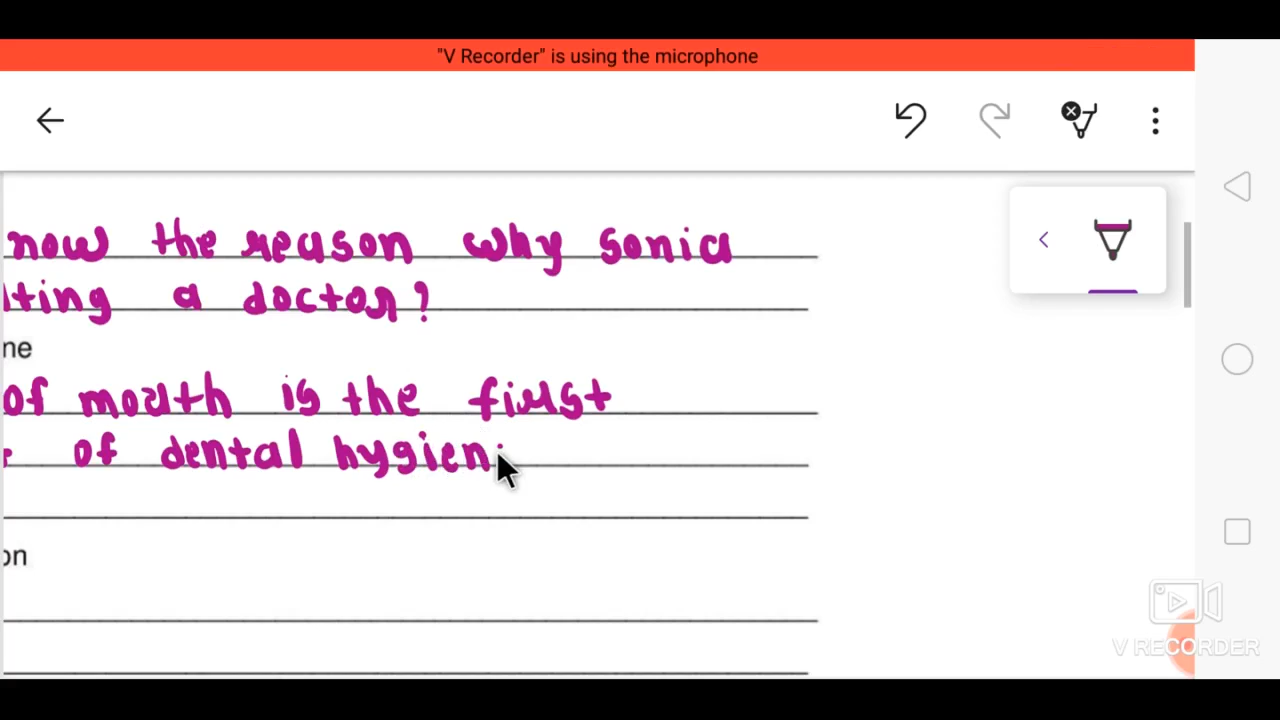 "V Recorder" is using the microphone
now the reason why sonia
lting a doctor?
ne
of mouth is the first
of dental hygien
on
V RECORDER